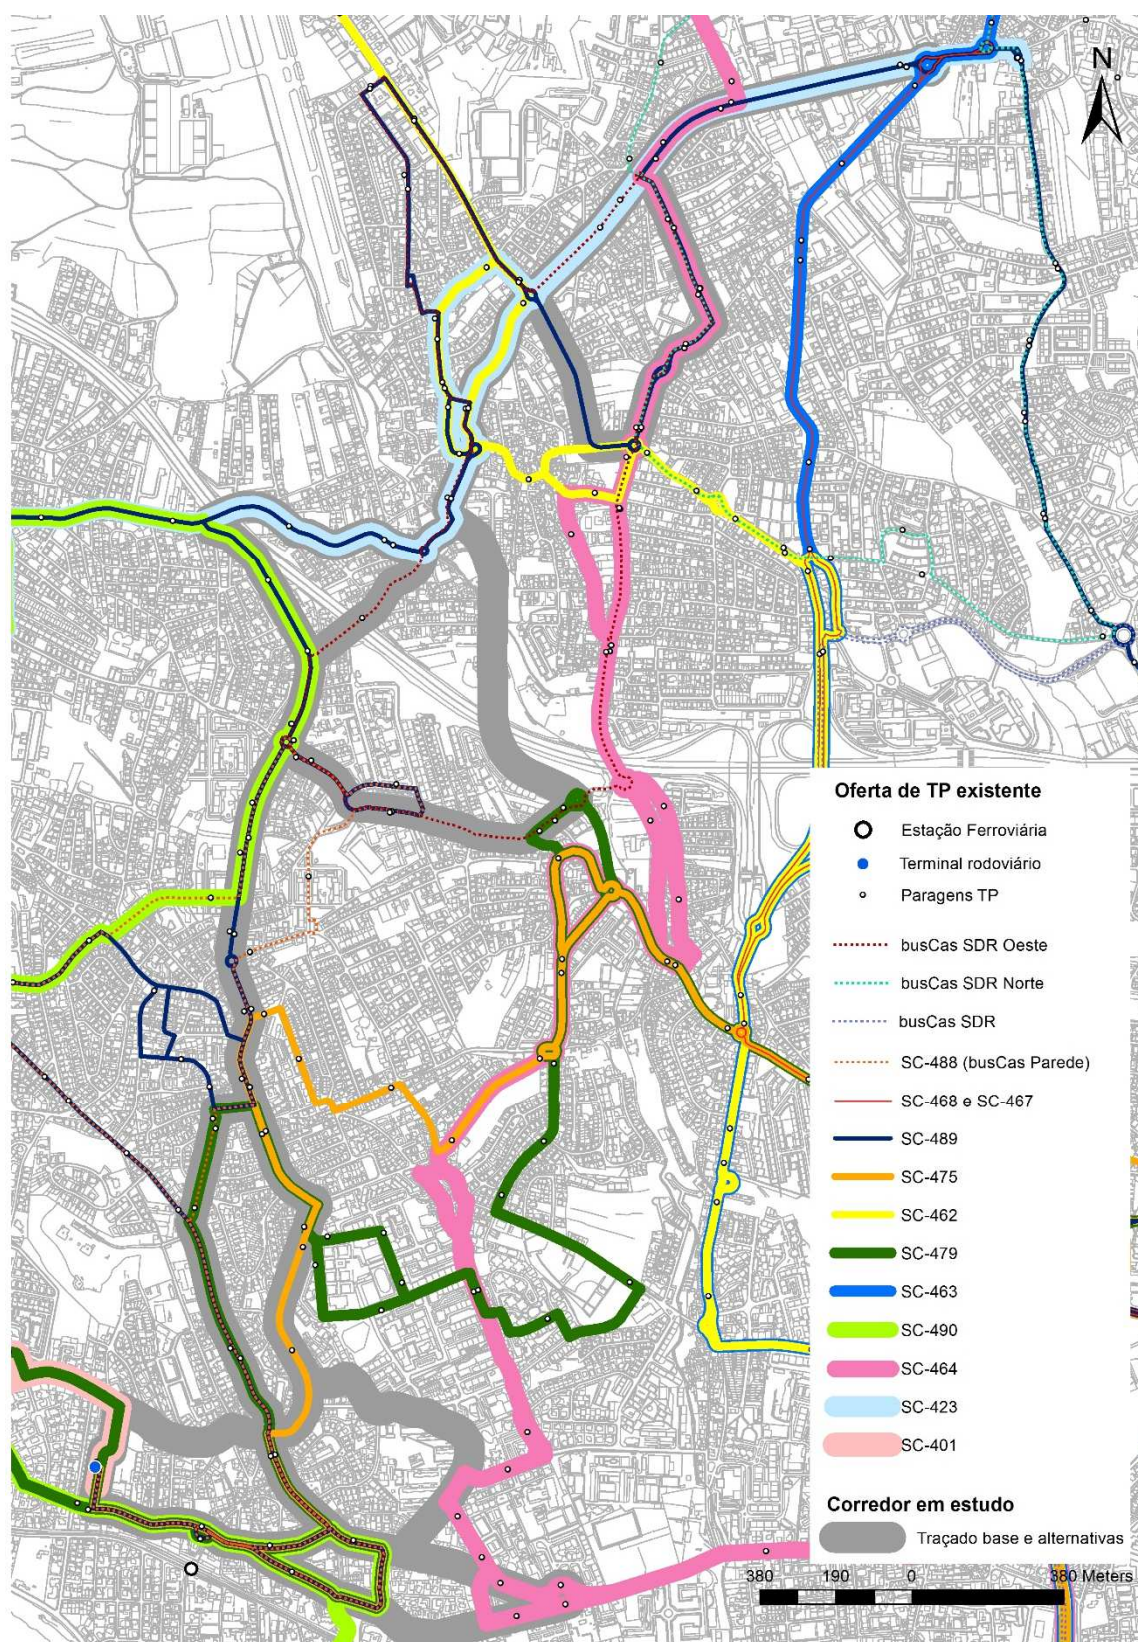 N
Oferta de TP existente
Estação Ferroviária
Terminal rodoviário
Paragens TP
busCas SDR Oeste
busCas SDR Norte
busCas SDR
SC-488 (busCas Parede)
SC-468 e SC-467
SC-489
SC-475
SC-462
SC-479
SC-463
SC-490
SC-464
SC-423
SC-401
Corredor em estudo
Traçado base e alternativas
380 190 0 380 Meters